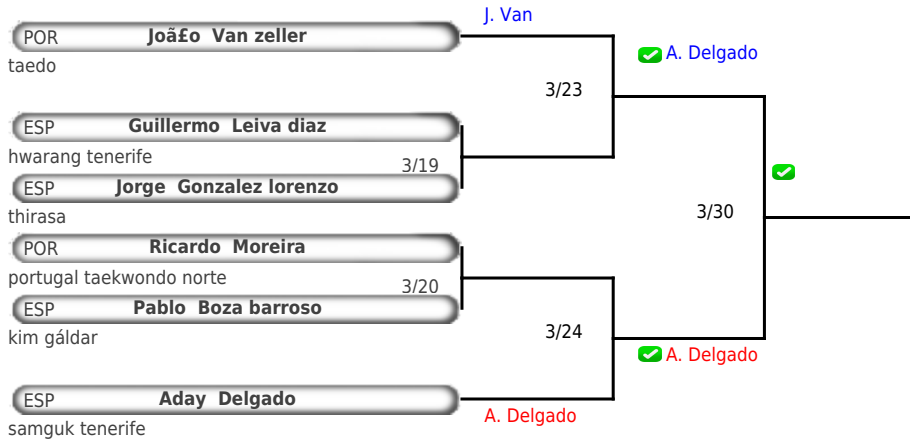 J. Van
POR Joã£o Van zeller
taedo
A. Delgado
3/23
ESP Guillermo Leiva diaz
hwarang tenerife
3/19
ESP Jorge Gonzalez lorenzo
thirasa
3/30
POR Ricardo Moreira
portugal taekwondo norte
3/20
ESP Pablo Boza barroso
kim gáldar
3/24
A. Delgado
ESP Aday Delgado
A. Delgado
samguk tenerife